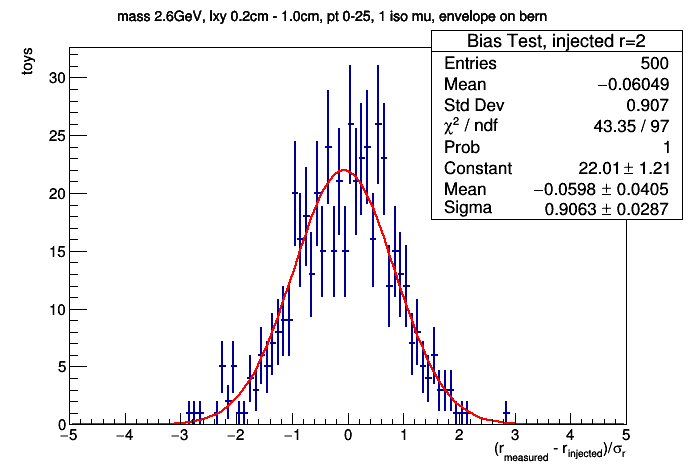 mass 2.6GeV, lxy 0.2cm - 1.0cm, pt 0-25, 1 iso mu, envelope on bern
toys
Bias Test, injected r=2
Entries 500
Mean −0.06049
Std Dev 0.907
χ² / ndf 43.35 / 97
Prob 1
Constant 22.01 ± 1.21
Mean −0.0598 ± 0.0405
Sigma 0.9063 ± 0.0287
30
25
20
15
10
5
0
−5 −4 −3 −2 −1 0 1 2 3 4 5
(r_measured - r_injected)/σ_r